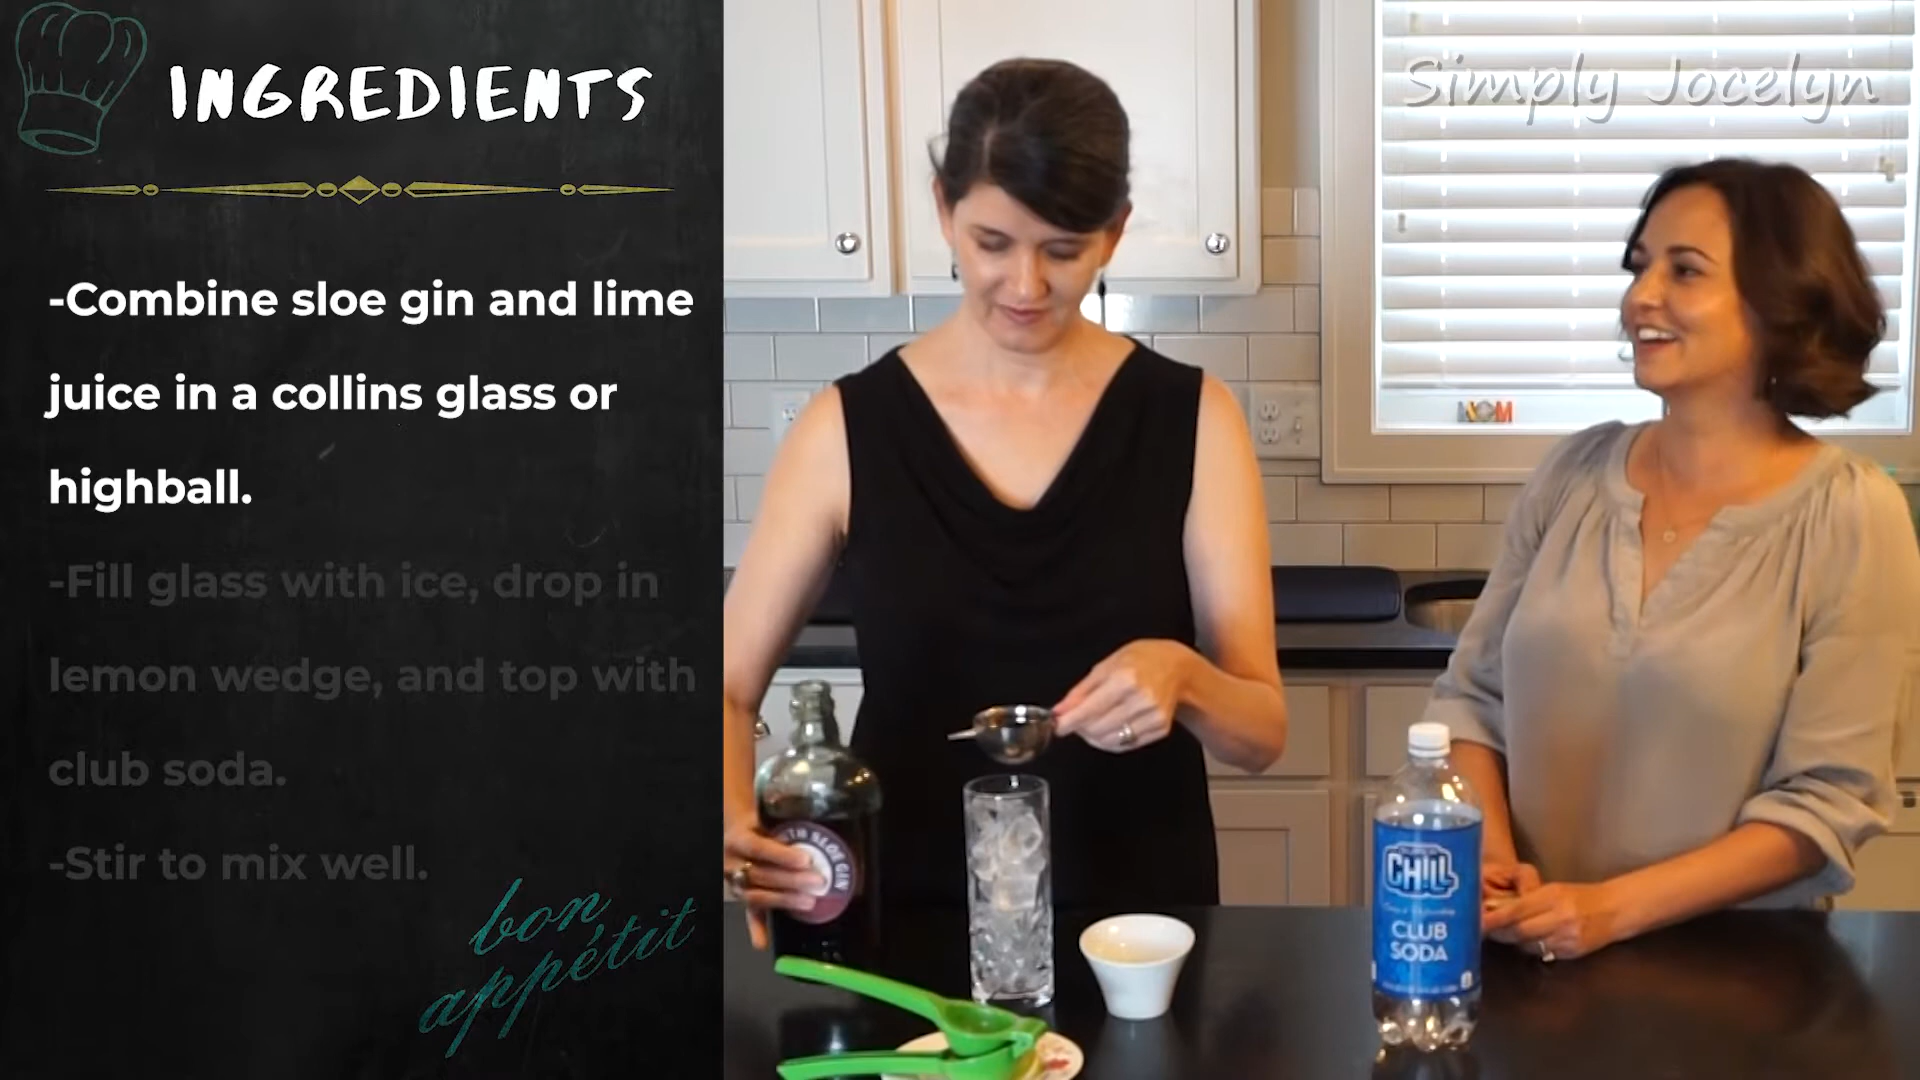 INGREDIENTS
Simply Jocelyn
-Combine sloe gin and lime
juice in a collins glass or
highball.
-Fill glass with ice, drop in
lemon wedge, and top with
club soda.
-Stir to mix well.
bon
appétit
MOM
SLOE GIN
CHILL
CLUB
SODA